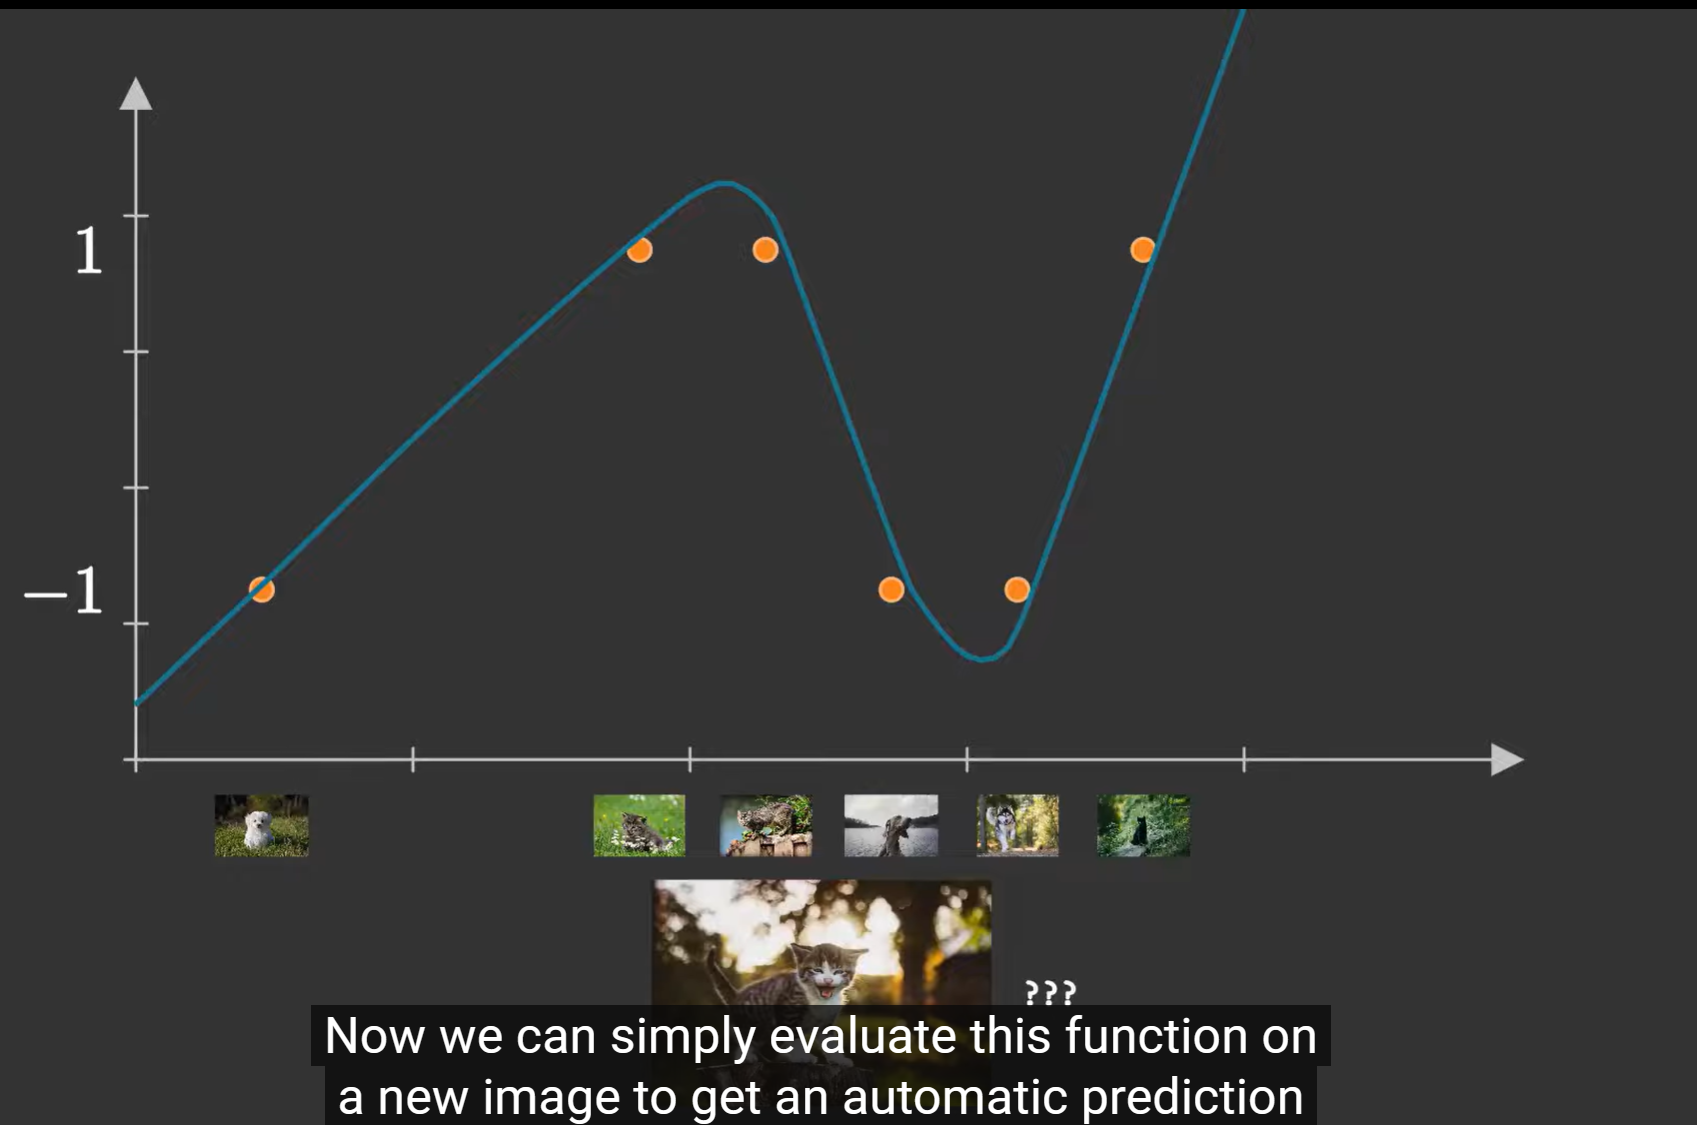 1
−1
???
Now we can simply evaluate this function on
a new image to get an automatic prediction